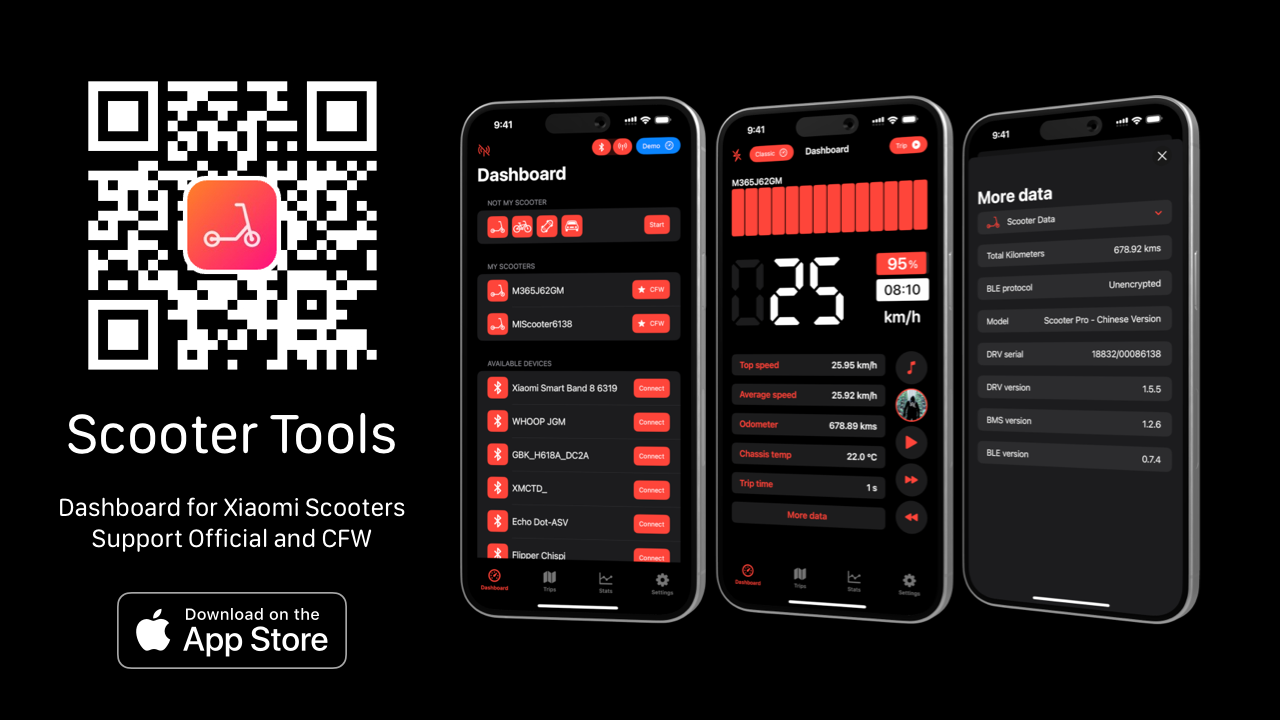 Scooter Tools
Dashboard for Xiaomi Scooters
Support Official and CFW
Download on the
App Store
9:41
Demo
Dashboard
NOT MY SCOOTER
Start
MY SCOOTERS
M365J62GM
CFW
MIScooter6138
CFW
AVAILABLE DEVICES
Xiaomi Smart Band 8 6319
Connect
WHOOP JGM
Connect
GBK_H618A_DC2A
Connect
XMCTD_
Connect
Echo Dot-ASV
Connect
Flipper Chispi
Connect
Dashboard
Trips
Stats
Settings
9:41
Classic
Dashboard
Trip
M365J62GM
25
95%
08:10
km/h
Top speed
25.95 km/h
Average speed
25.92 km/h
Odometer
678.89 kms
Chassis temp
22.0 ºC
Trip time
1 s
More data
Dashboard
Trips
Stats
Settings
9:41
More data
Scooter Data
Total Kilometers
678.92 kms
BLE protocol
Unencrypted
Model
Scooter Pro - Chinese Version
DRV serial
18832/00086138
DRV version
1.5.5
BMS version
1.2.6
BLE version
0.7.4